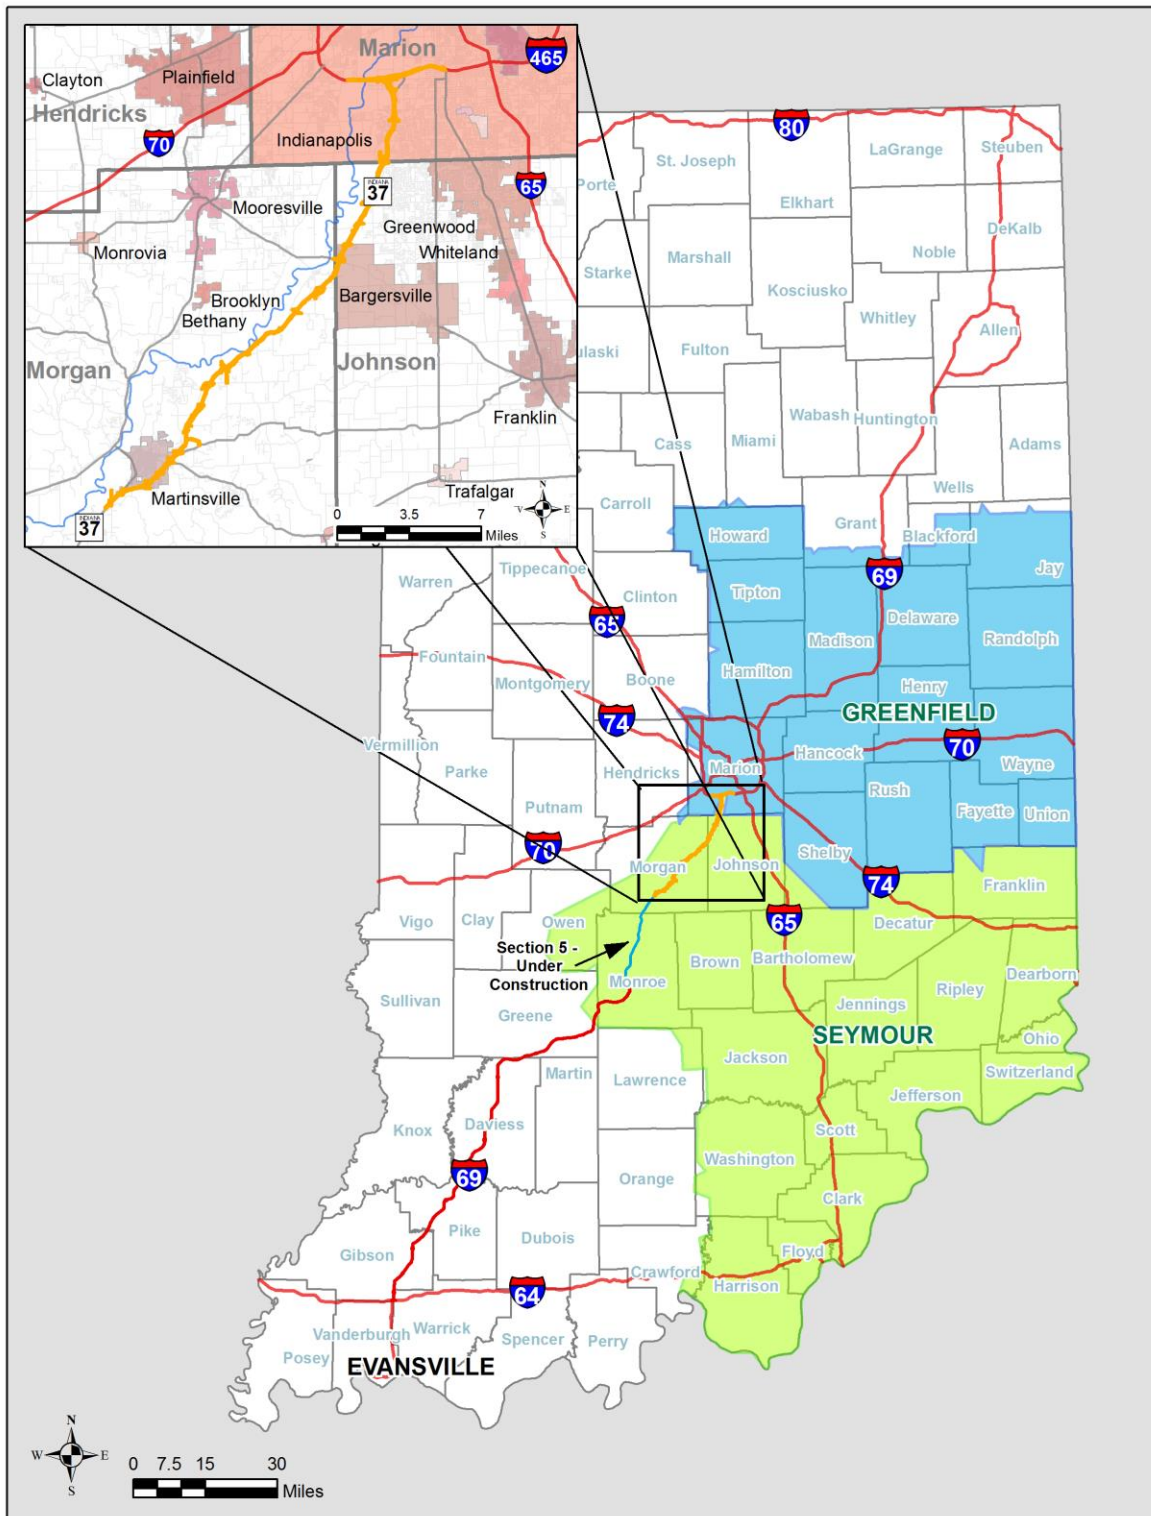 Marion
465
Clayton
Plainfield
Hendricks
70
Indianapolis
INDIANA
37
65
Mooresville
Greenwood
Whiteland
Monrovia
Brooklyn
Bethany
Bargersville
Morgan
Johnson
Franklin
Martinsville
Trafalgar
INDIANA
37
0 3.5 7
Miles
E
S
80
St. Joseph
LaGrange
Steuben
Porte
Elkhart
DeKalb
Noble
Marshall
Starke
Kosciusko
Whitley
Allen
ulaski
Fulton
Wabash
Huntington
Cass
Miami
Adams
Wells
Carroll
Grant
Blackford
Howard
Jay
Tippecanoe
Warren
Clinton
Tipton
69
Delaware
65
Madison
Randolph
Fountain
Hamilton
Montgomery
Boone
Henry
GREENFIELD
74
70
Vermillion
Hancock
Parke
Hendricks
Marion
Wayne
Putnam
Rush
Fayette
Union
70
Shelby
Morgan
Johnson
74
Franklin
Vigo
Clay
Owen
65
Decatur
Section 5 -
Under
Construction
Brown
Bartholomew
Dearborn
Monroe
Sullivan
Jennings
Ripley
Greene
SEYMOUR
Ohio
Jackson
Martin
Lawrence
Switzerland
Jefferson
Knox
Daviess
Scott
Washington
69
Orange
Clark
Pike
Dubois
Gibson
Floyd
Crawford
Harrison
64
Vanderburgh
Warrick
Spencer
Perry
Posey
EVANSVILLE
N
W E
S
0 7.5 15 30
Miles